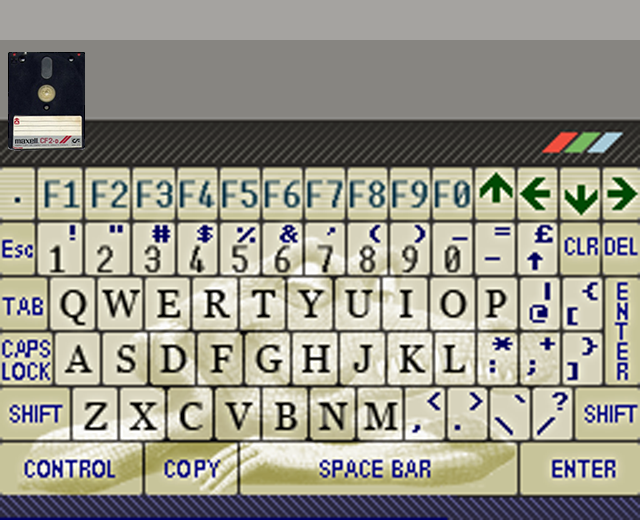 maxell CF2-D
. F1 F2 F3 F4 F5 F6 F7 F8 F9 F0 ↑ ← ↓ →
Esc ! 1 " 2 # 3 $ 4 % 5 & 6 ' 7 ( 8 ) 9 _ 0 = - £ ↑ CLR DEL
TAB Q W E R T Y U I O P | @ { [ ENTER
CAPS LOCK A S D F G H J K L * : + ; } ]
SHIFT Z X C V B N M < , > . ` \ ? / SHIFT
CONTROL COPY SPACE BAR ENTER